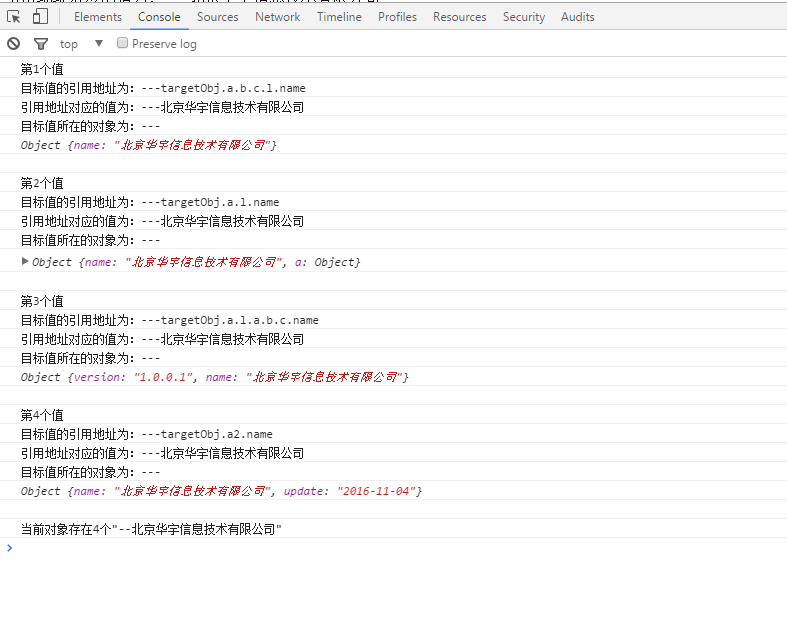 Elements Console Sources Network Timeline Profiles Resources Security Audits
top Preserve log
第1个值
目标值的引用地址为: ---targetObj.a.b.c.l.name
引用地址对应的值为: ---北京华宇信息技术有限公司
目标值所在的对象为: ---
Object {name: "北京华宇信息技术有限公司"}
第2个值
目标值的引用地址为: ---targetObj.a.l.name
引用地址对应的值为: ---北京华宇信息技术有限公司
目标值所在的对象为: ---
Object {name: "北京华宇信息技术有限公司", a: Object}
第3个值
目标值的引用地址为: ---targetObj.a.l.a.b.c.name
引用地址对应的值为: ---北京华宇信息技术有限公司
目标值所在的对象为: ---
Object {version: "1.0.0.1", name: "北京华宇信息技术有限公司"}
第4个值
目标值的引用地址为: ---targetObj.a2.name
引用地址对应的值为: ---北京华宇信息技术有限公司
目标值所在的对象为: ---
Object {name: "北京华宇信息技术有限公司", update: "2016-11-04"}
当前对象存在4个"--北京华宇信息技术有限公司"